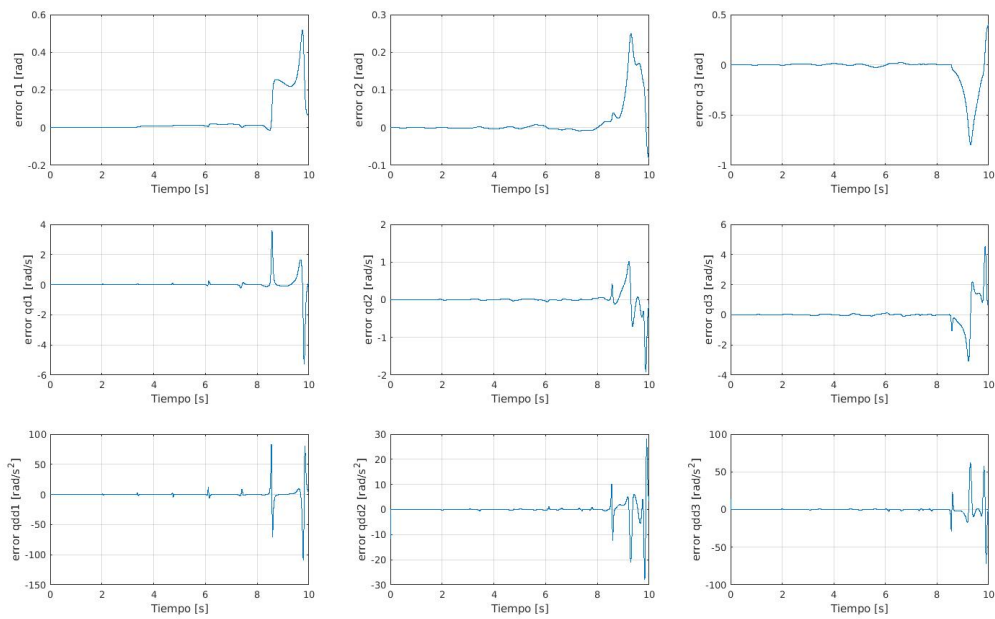 error q1 [rad]
0.6
0.4
0.2
0
-0.2
0 2 4 6 8 10
Tiempo [s]
error q2 [rad]
0.3
0.2
0.1
0
-0.1
0 2 4 6 8 10
Tiempo [s]
error q3 [rad]
0.5
0
-0.5
-1
0 2 4 6 8 10
Tiempo [s]
error qd1 [rad/s]
4
2
0
-2
-4
-6
0 2 4 6 8 10
Tiempo [s]
error qd2 [rad/s]
2
1
0
-1
-2
0 2 4 6 8 10
Tiempo [s]
error qd3 [rad/s]
6
4
2
0
-2
-4
0 2 4 6 8 10
Tiempo [s]
error qdd1 [rad/s²]
100
50
0
-50
-100
-150
0 2 4 6 8 10
Tiempo [s]
error qdd2 [rad/s²]
30
20
10
0
-10
-20
-30
0 2 4 6 8 10
Tiempo [s]
error qdd3 [rad/s²]
100
50
0
-50
-100
0 2 4 6 8 10
Tiempo [s]